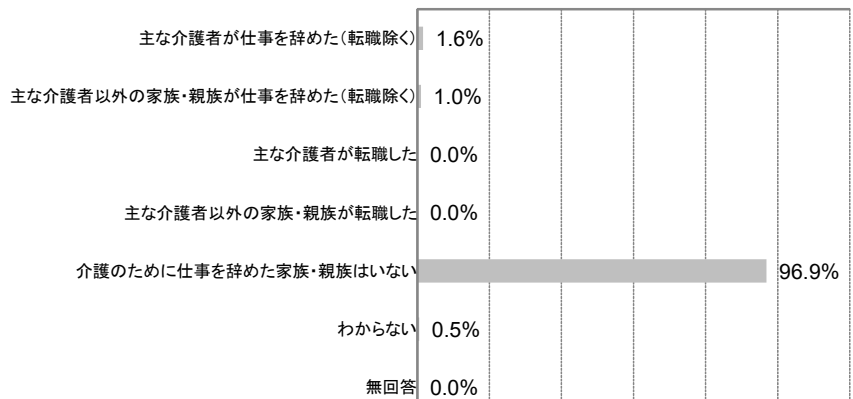 主な介護者が仕事を辞めた(転職除く) 1.6%
主な介護者以外の家族・親族が仕事を辞めた(転職除く) 1.0%
主な介護者が転職した 0.0%
主な介護者以外の家族・親族が転職した 0.0%
介護のために仕事を辞めた家族・親族はいない 96.9%
わからない 0.5%
無回答 0.0%